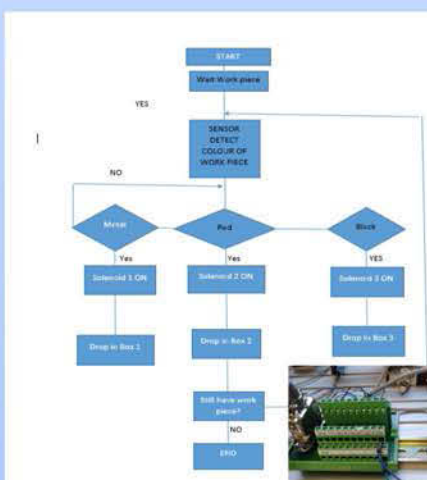 START
Wait Work piece
YES
SENSOR
DETECT
COLOUR OF
WORK PIECE
NO
Metal
Red
Black
Yes
Yes
YES
Solenoid 1 ON
Solenoid 2 ON
Solenoid 3 ON
Drop in Box 1
Drop in Box 2
Drop in Box 3
Still have work
piece?
NO
END